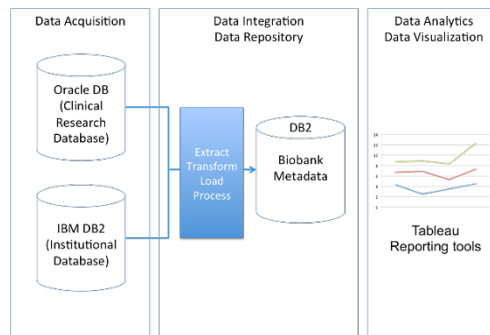 Data Acquisition
Data Integration
Data Repository
Data Analytics
Data Visualization
Oracle DB
(Clinical
Research
Database)
IBM DB2
(Institutional
Database)
Extract
Transform
Load
Process
DB2
Biobank
Metadata
14
12
10
8
6
4
2
0
Tableau
Reporting tools